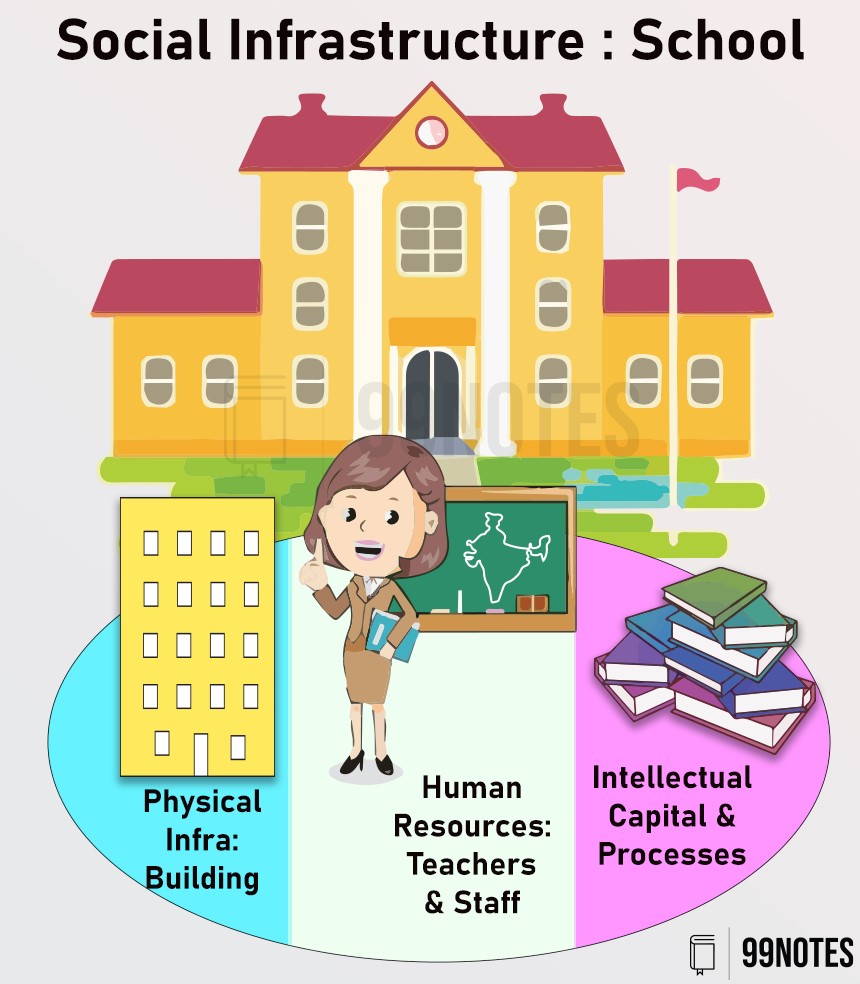 Social Infrastructure : School
99NOTES
Physical
Infra:
Building
Human
Resources:
Teachers
& Staff
Intellectual
Capital &
Processes
99NOTES